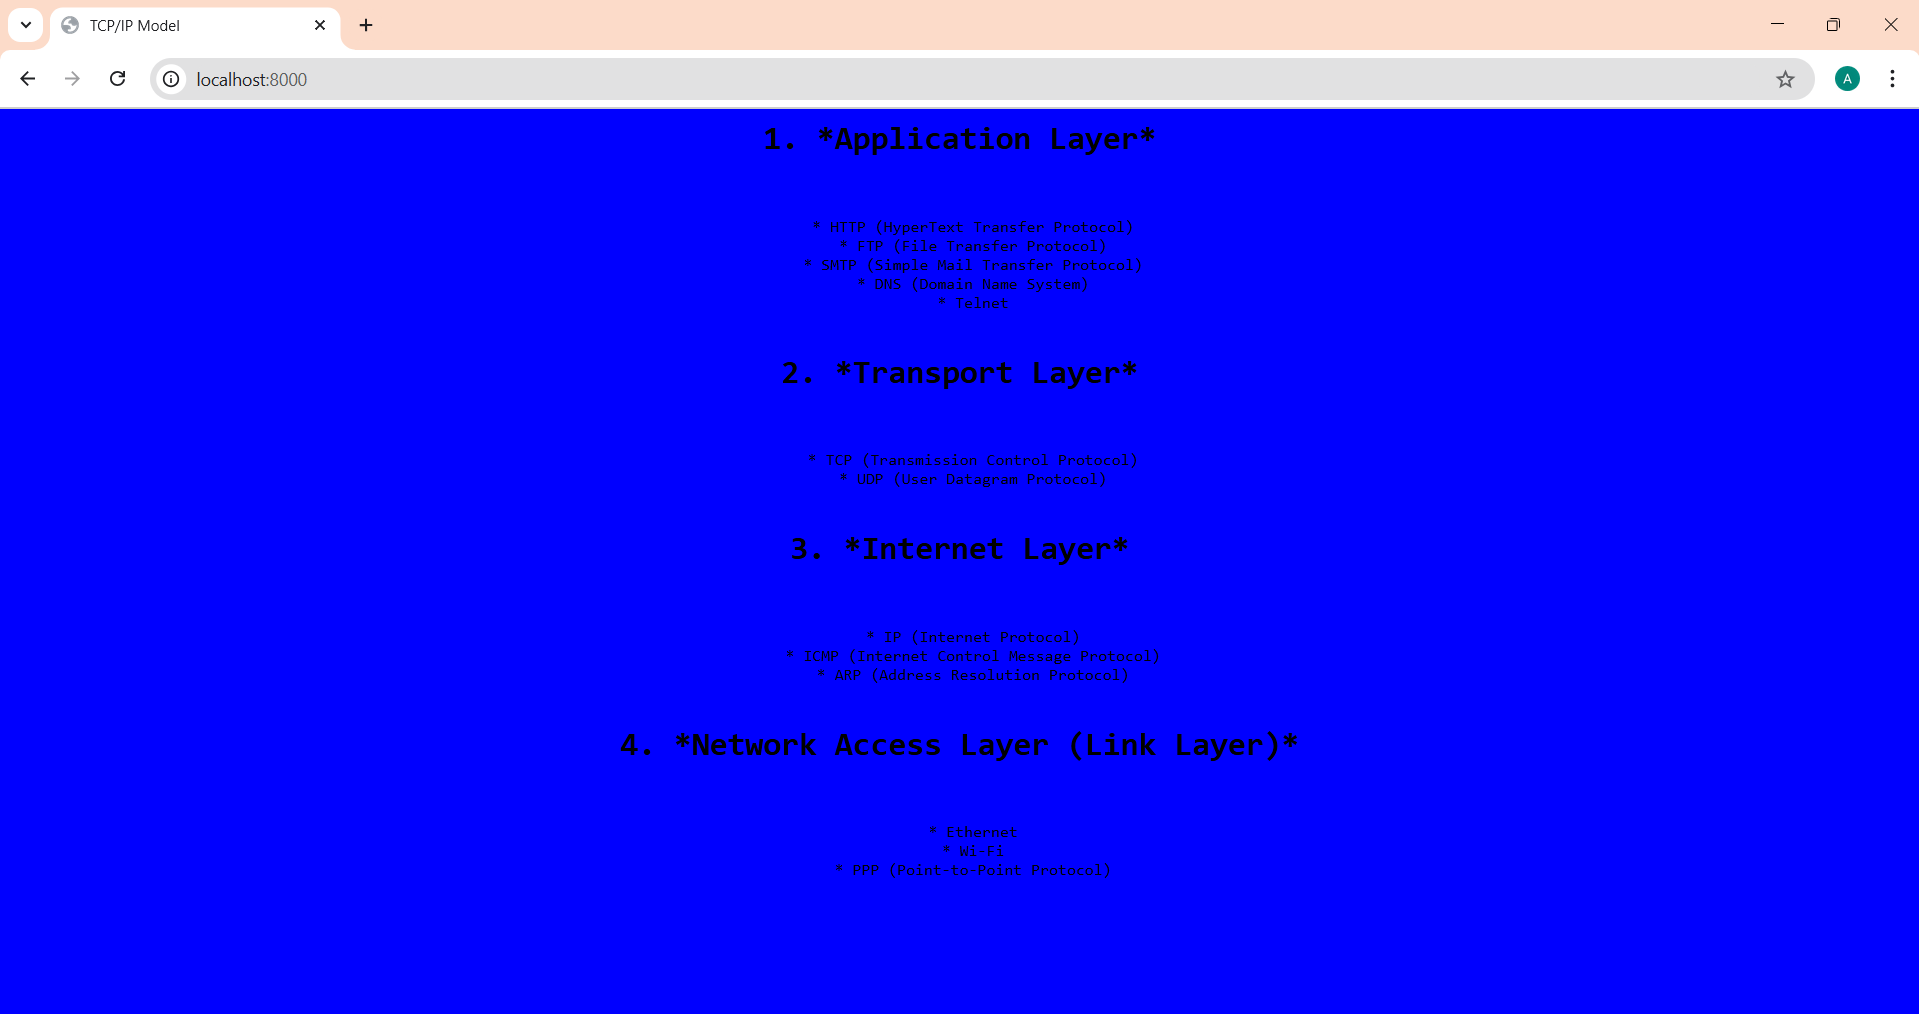 TCP/IP Model
localhost:8000
A
1. *Application Layer*
* HTTP (HyperText Transfer Protocol)
* FTP (File Transfer Protocol)
* SMTP (Simple Mail Transfer Protocol)
* DNS (Domain Name System)
* Telnet
2. *Transport Layer*
* TCP (Transmission Control Protocol)
* UDP (User Datagram Protocol)
3. *Internet Layer*
* IP (Internet Protocol)
* ICMP (Internet Control Message Protocol)
* ARP (Address Resolution Protocol)
4. *Network Access Layer (Link Layer)*
* Ethernet
* Wi-Fi
* PPP (Point-to-Point Protocol)